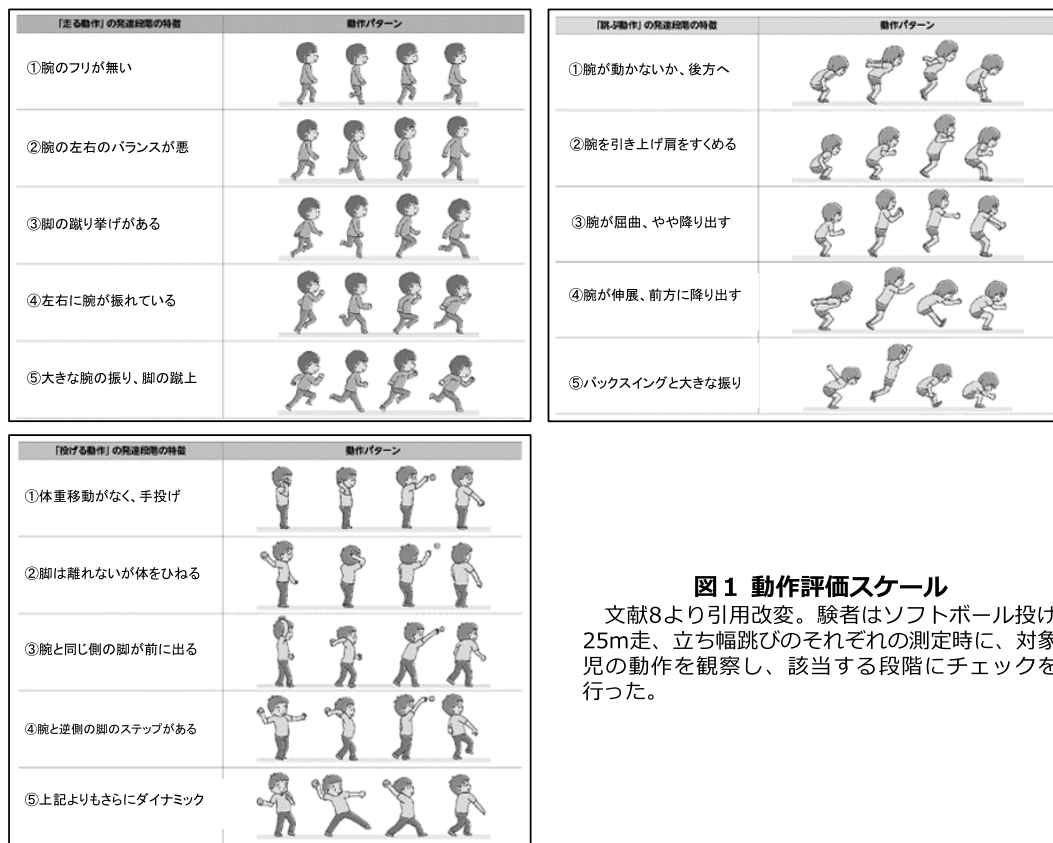 「走る動作」の発達段階の特徴 動作パターン
①腕のフリが無い
②腕の左右のバランスが悪
③脚の蹴り挙げがある
④左右に腕が振れている
⑤大きな腕の振り、脚の蹴上
「跳ぶ動作」の発達段階の特徴 動作パターン
①腕が動かないか、後方へ
②腕を引き上げ肩をすくめる
③腕が屈曲、やや降り出す
④腕が伸展、前方に降り出す
⑤バックスイングと大きな振り
「投げる動作」の発達段階の特徴 動作パターン
①体重移動がなく、手投げ
②脚は離れないが体をひねる
③腕と同じ側の脚が前に出る
④腕と逆側の脚のステップがある
⑤上記よりもさらにダイナミック
図1 動作評価スケール
文献8より引用改変。験者はソフトボール投げ
25m走、立ち幅跳びのそれぞれの測定時に、対象
児の動作を観察し、該当する段階にチェックを
行った。